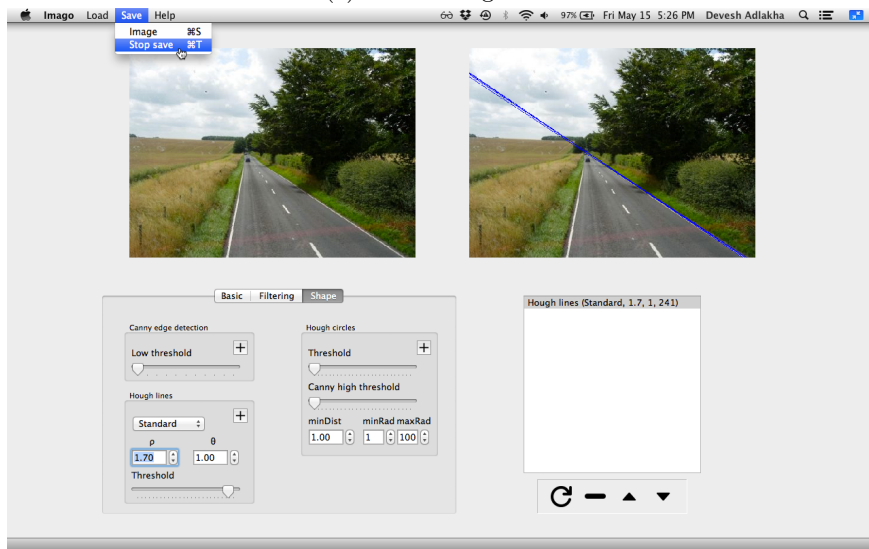 Imago Load Save Help 97% Fri May 15 5:26 PM Devesh Adlakha
Image ⌘S
Stop save ⌘T
Basic Filtering Shape
Hough lines (Standard, 1.7, 1, 241)
Canny edge detection
Low threshold
Hough lines
Standard
ρ θ
1.70 1.00
Threshold
Hough circles
Threshold
Canny high threshold
minDist minRad maxRad
1.00 1 100